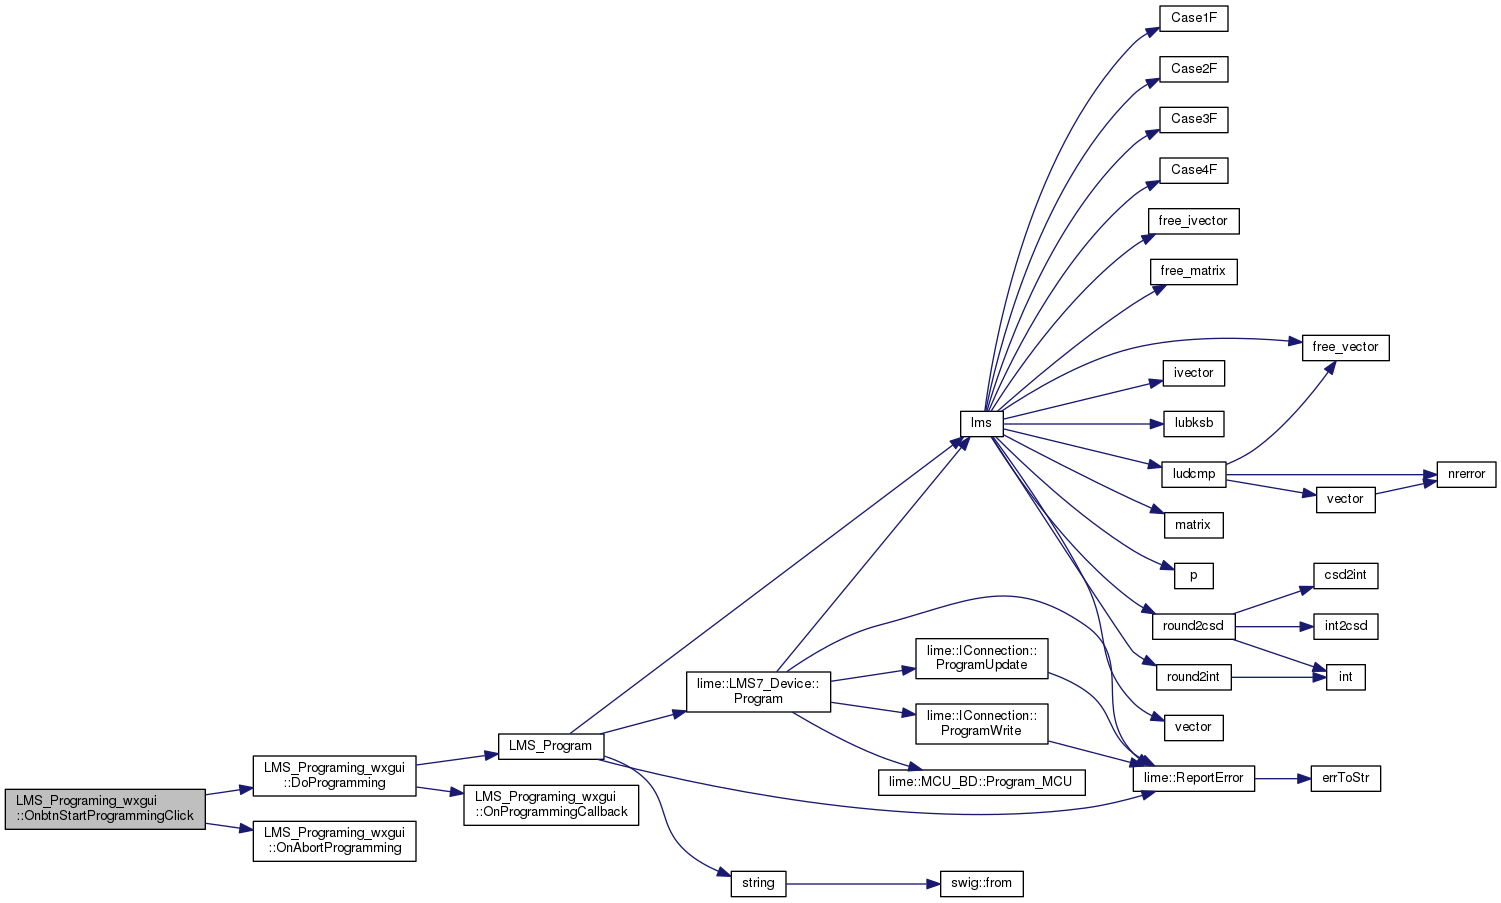 Case1F
Case2F
Case3F
Case4F
free_ivector
free_matrix
free_vector
ivector
lms
lubksb
ludcmp
nrerror
vector
matrix
p
csd2int
round2csd
int2csd
lime::IConnection::
ProgramUpdate
lime::LMS7_Device::
Program
round2int
int
lime::IConnection::
ProgramWrite
vector
LMS_Program
LMS_Programing_wxgui
::DoProgramming
lime::MCU_BD::Program_MCU
lime::ReportError
errToStr
LMS_Programing_wxgui
::OnbtnStartProgrammingClick
LMS_Programing_wxgui
::OnProgrammingCallback
LMS_Programing_wxgui
::OnAbortProgramming
string
swig::from